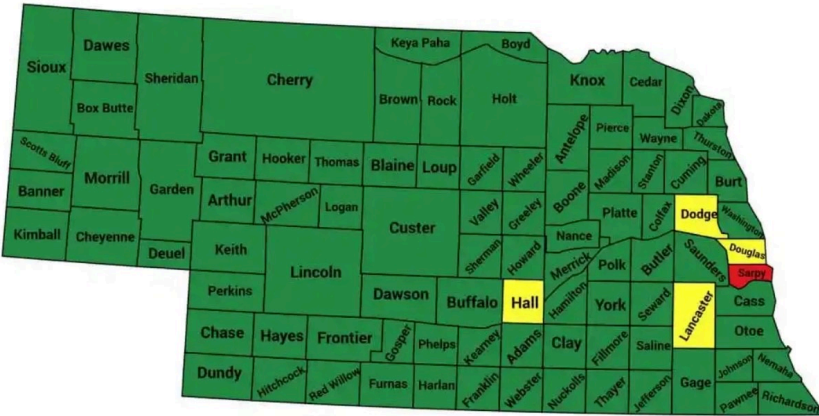 Sioux
Dawes
Box Butte
Sheridan
Cherry
Keya Paha
Boyd
Brown
Rock
Holt
Knox
Cedar
Dixon
Dakota
Antelope
Pierce
Wayne
Thurston
Scotts Bluff
Banner
Kimball
Morrill
Cheyenne
Garden
Deuel
Grant
Hooker
Thomas
Blaine
Loup
Garfield
Wheeler
Boone
Madison
Stanton
Cuming
Burt
Arthur
McPherson
Logan
Custer
Valley
Greeley
Platte
Colfax
Dodge
Washington
Keith
Lincoln
Sherman
Howard
Nance
Merrick
Polk
Butler
Saunders
Douglas
Sarpy
Perkins
Dawson
Buffalo
Hall
Hamilton
York
Seward
Lancaster
Cass
Otoe
Chase
Hayes
Frontier
Gosper
Phelps
Kearney
Adams
Clay
Fillmore
Saline
Gage
Johnson
Nemaha
Dundy
Hitchcock
Red Willow
Furnas
Harlan
Franklin
Webster
Nuckolls
Thayer
Jefferson
Pawnee
Richardson